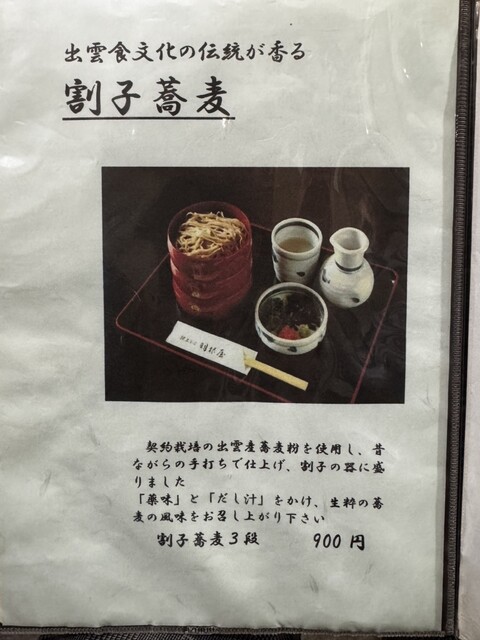 出雲食文化の伝統が香る
割子蕎麦
契約栽培の出雲産蕎麦粉を使用し、昔
ながらの手打ちで仕上げ、割子の器に盛
りました
「薬味」と「だし汁」をかけ、生粋の蕎
麦の風味をお召し上がり下さい
割子蕎麦3段 900円